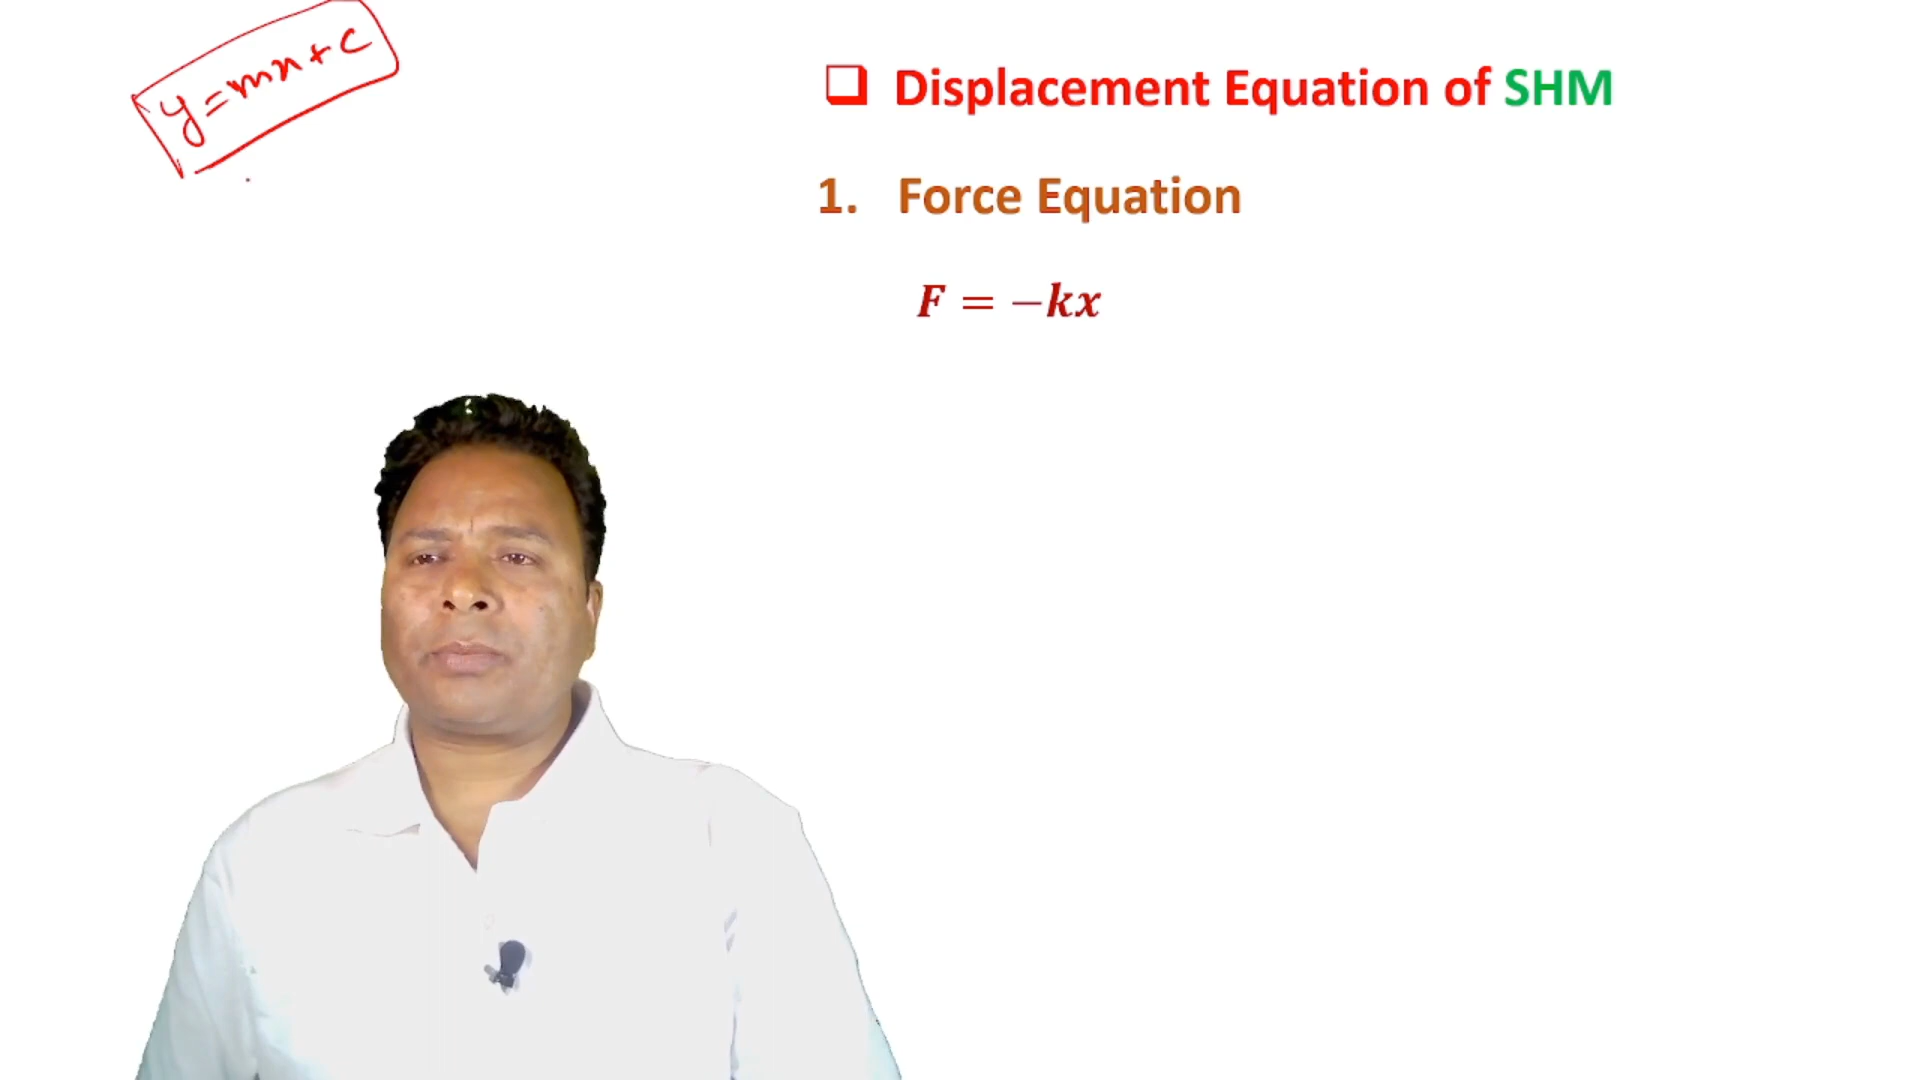 y=mx+c
❑ Displacement Equation of SHM
1. Force Equation
F = −kx